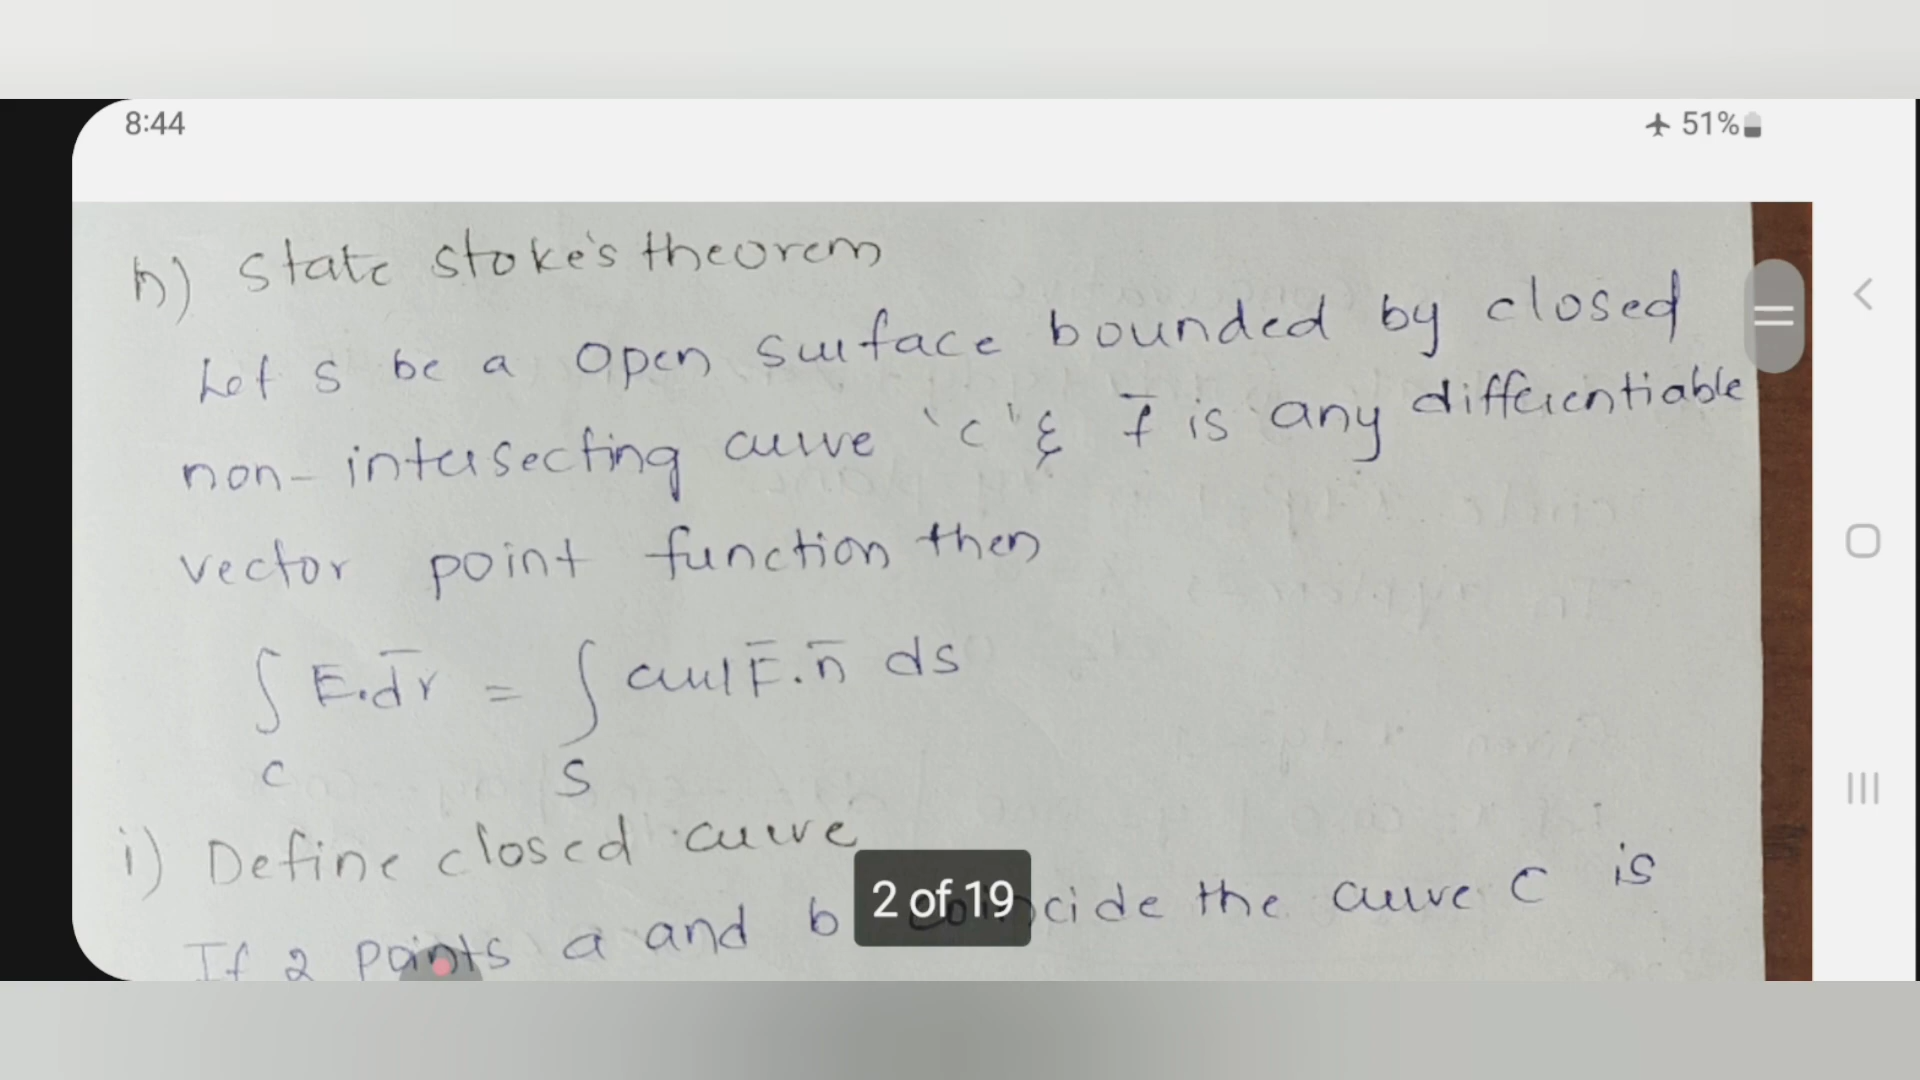 8:44
51%
h) State stoke's theorem
Let s be a open surface bounded by closed
non-intersecting curve 'c' & f̅ is any differentiable
vector point function then
∫ F.d̅r = ∫ curl F̅.n̅ ds
c S
i) Define closed curve
If 2 points a and b coincide the curve C is
2 of 19